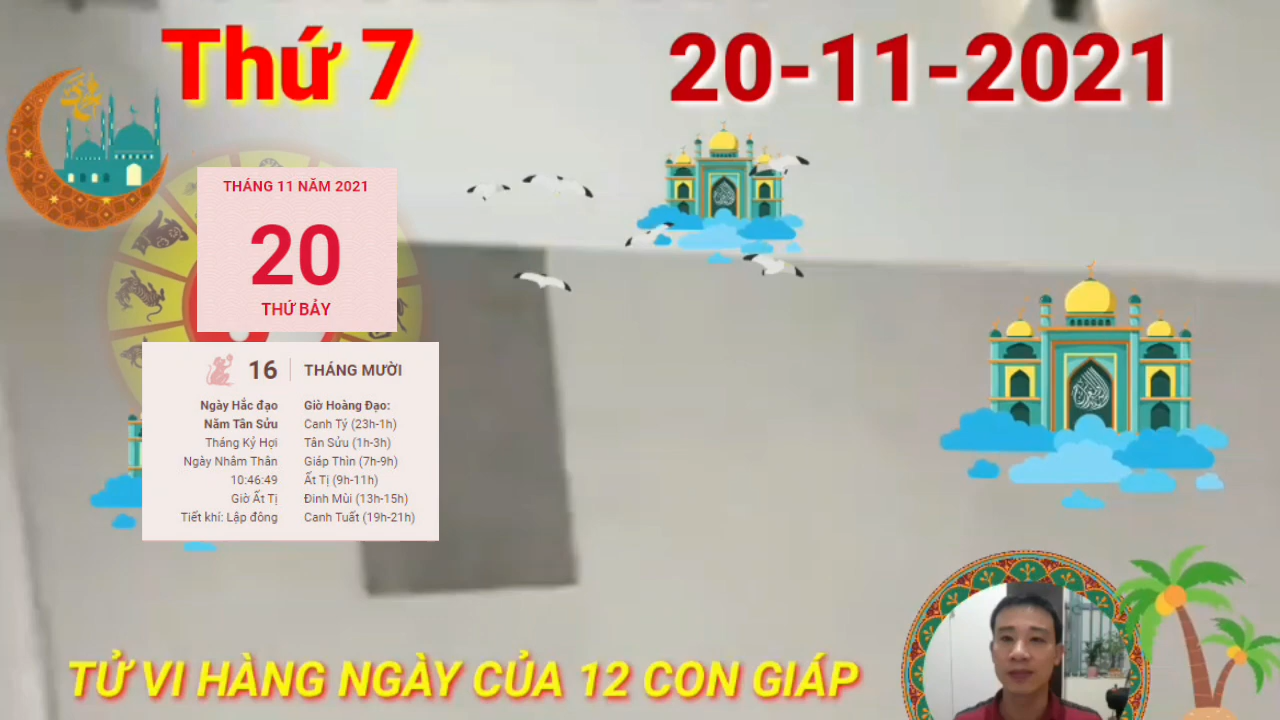 Thứ 7
20-11-2021
THÁNG 11 NĂM 2021
20
THỨ BẢY
16
THÁNG MƯỜI
Ngày Hắc đạo
Năm Tân Sửu
Tháng Kỷ Hợi
Ngày Nhâm Thân
10:46:49
Giờ Ất Tị
Tiết khí: Lập đông
Giờ Hoàng Đạo:
Canh Tý (23h-1h)
Tân Sửu (1h-3h)
Giáp Thìn (7h-9h)
Ất Tị (9h-11h)
Đinh Mùi (13h-15h)
Canh Tuất (19h-21h)
TỬ VI HÀNG NGÀY CỦA 12 CON GIÁP